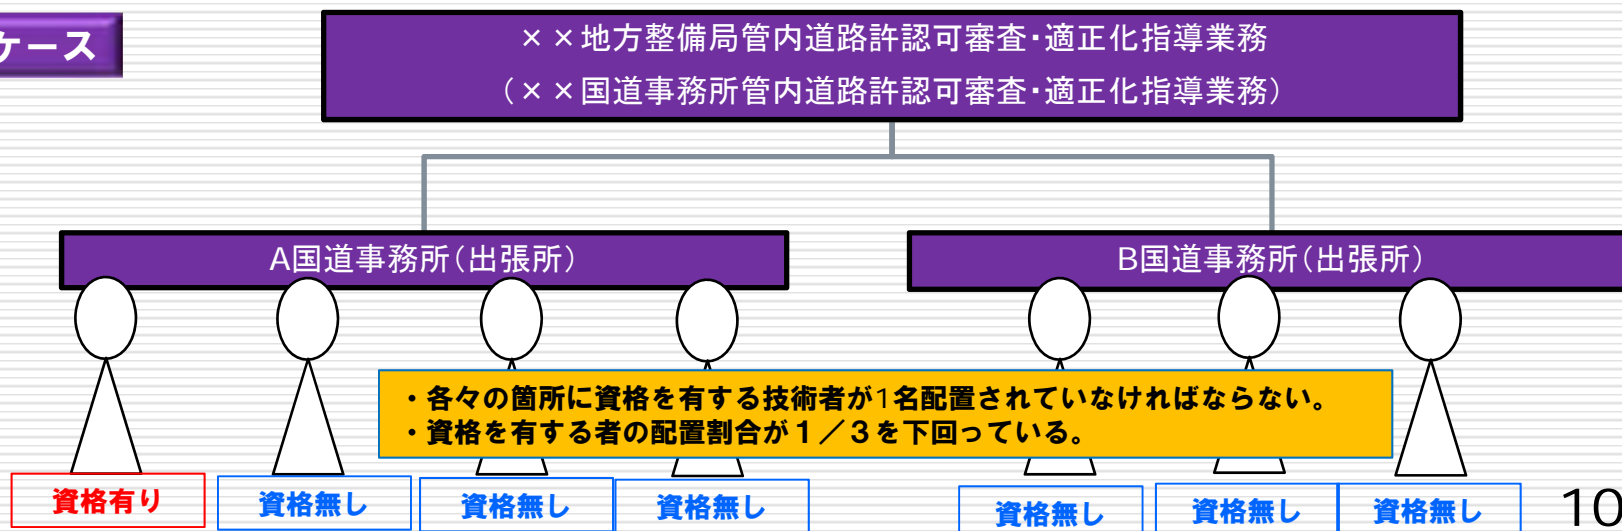 ケース
××地方整備局管内道路許認可審査・適正化指導業務
（××国道事務所管内道路許認可審査・適正化指導業務）
A国道事務所（出張所）
B国道事務所（出張所）
・各々の箇所に資格を有する技術者が1名配置されていなければならない。
・資格を有する者の配置割合が１／３を下回っている。
資格有り
資格無し
資格無し
資格無し
資格無し
資格無し
資格無し
10